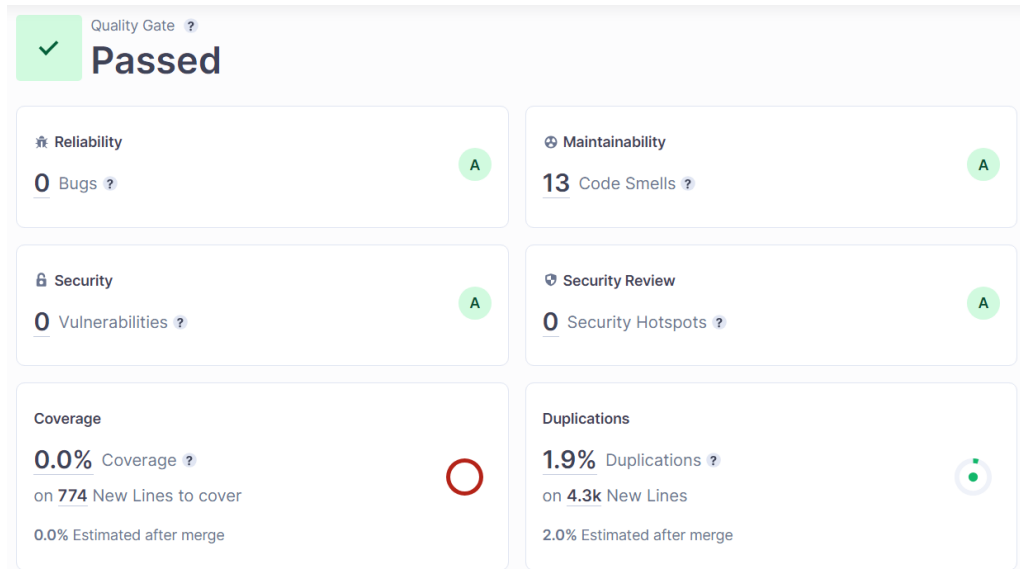 Quality Gate ?
Passed
Reliability
0 Bugs ?
A
Maintainability
13 Code Smells ?
A
Security
0 Vulnerabilities ?
A
Security Review
0 Security Hotspots ?
A
Coverage
0.0% Coverage ?
on 774 New Lines to cover
0.0% Estimated after merge
Duplications
1.9% Duplications ?
on 4.3k New Lines
2.0% Estimated after merge